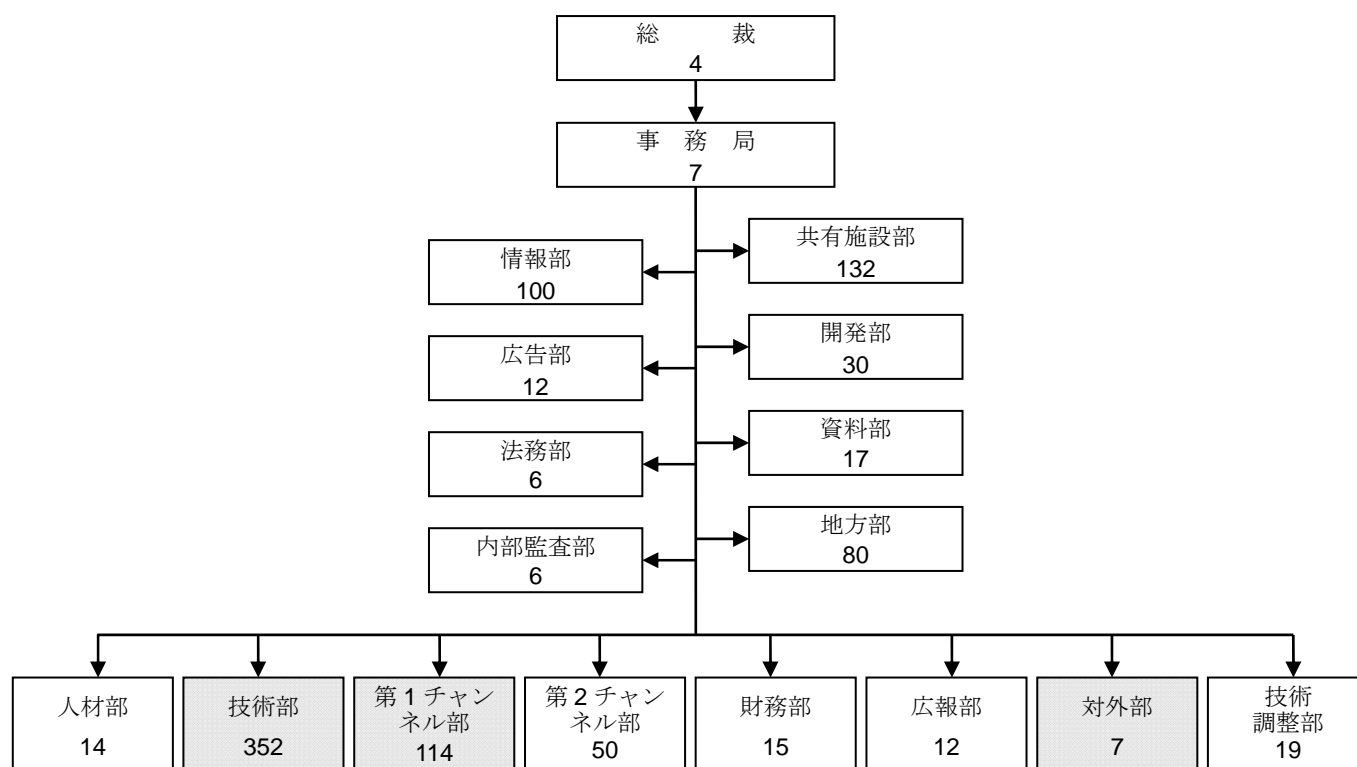 総　　裁
4
事　務　局
7
共有施設部
132
情報部
100
開発部
30
広告部
12
資料部
17
法務部
6
地方部
80
内部監査部
6
人材部
14
技術部
352
第1チャン
ネル部
114
第2チャン
ネル部
50
財務部
15
広報部
12
対外部
7
技術
調整部
19